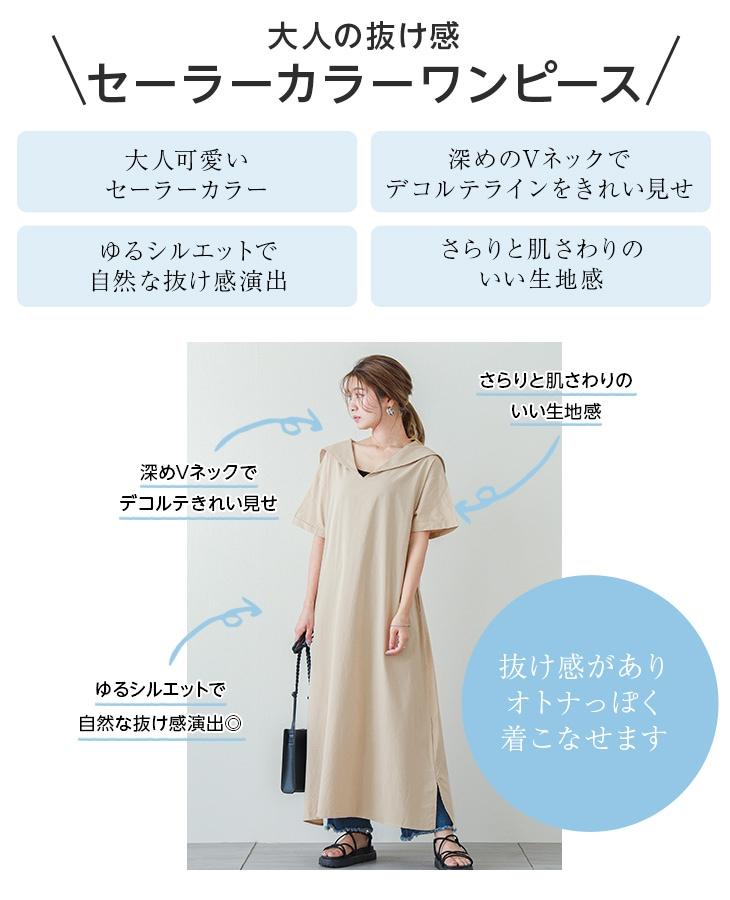 大人の抜け感
セーラーカラーワンピース
大人可愛い
セーラーカラー
深めのVネックで
デコルテラインをきれい見せ
ゆるシルエットで
自然な抜け感演出
さらりと肌さわりの
いい生地感
さらりと肌さわりの
いい生地感
深めVネックで
デコルテきれい見せ
ゆるシルエットで
自然な抜け感演出◎
抜け感があり
オトナっぽく
着こなせます